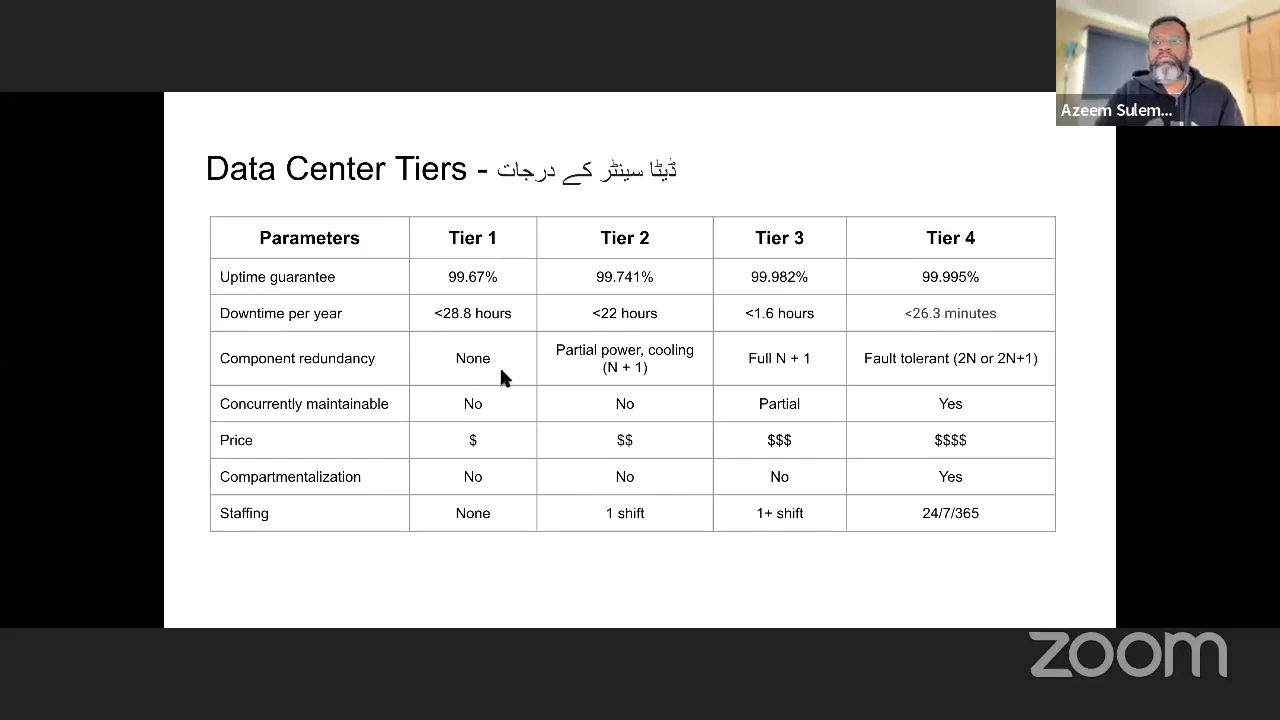 Azeem Sulem...
Data Center Tiers - ڈیٹا سینٹر کے درجات
Parameters Tier 1 Tier 2 Tier 3 Tier 4
Uptime guarantee 99.67% 99.741% 99.982% 99.995%
Downtime per year <28.8 hours <22 hours <1.6 hours <26.3 minutes
Component redundancy None Partial power, cooling (N + 1) Full N + 1 Fault tolerant (2N or 2N+1)
Concurrently maintainable No No Partial Yes
Price $ $$ $$$ $$$$
Compartmentalization No No No Yes
Staffing None 1 shift 1+ shift 24/7/365
zoom